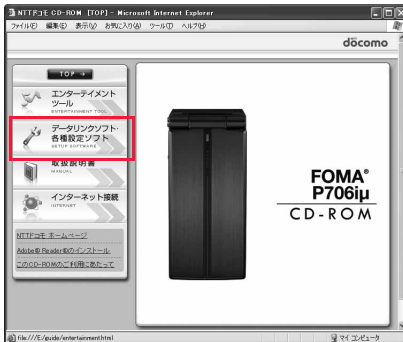 NTTドコモ CD-ROM [TOP] - Microsoft Internet Explorer
ファイル(F) 編集(E) 表示(V) お気に入り(A) ツール(T) ヘルプ(H)
döcomo
TOP
エンターテイメント
ツール
ENTERTAINMENT TOOL
データリンクソフト・
各種設定ソフト
SETUP SOFTWARE
取扱説明書
MANUAL
インターネット接続
INTERNET
NTTドコモ ホームページ
Adobe® Reader®のインストール
このCD-ROMのご利用にあたって
FOMA®
P706iμ
CD-ROM
file:///E:/guide/entertainment.html
マイ コンピュータ